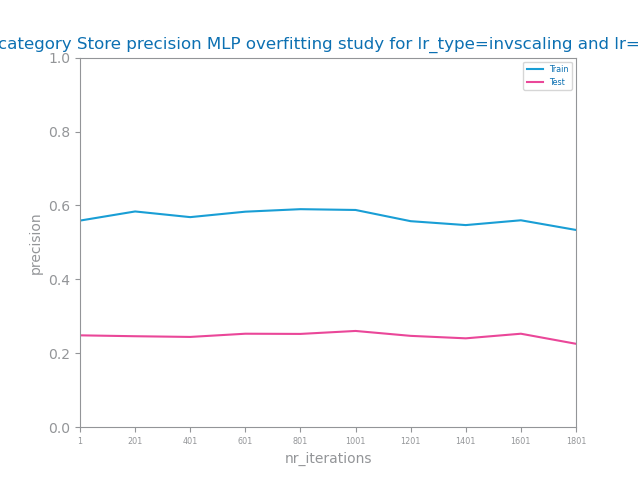 category Store precision MLP overfitting study for lr_type=invscaling and lr=
Train
Test
1.0
0.8
0.6
0.4
0.2
0.0
precision
1 201 401 601 801 1001 1201 1401 1601 1801
nr_iterations